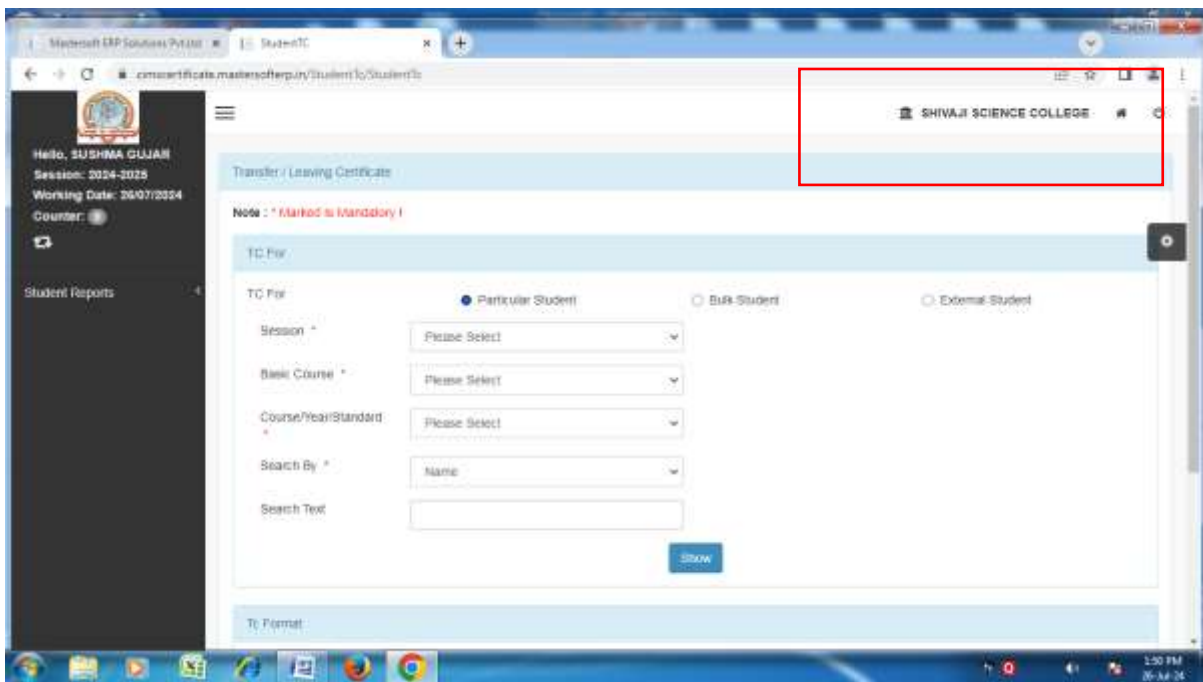 Mastersoft ERP Solutions Pvt.Ltd
StudentTC
cimscertificate.mastersofterp.in/StudentTc/StudentTc
SHIVAJI SCIENCE COLLEGE
Hello, SUSHMA GUJAR
Session: 2024-2025
Working Date: 26/07/2024
Counter:
Student Reports
Transfer / Leaving Certificate
Note : * Marked Is Mandatory !
TC For
TC For
Particular Student
Bulk Student
External Student
Session *
Please Select
Basic Course *
Please Select
Course/Year/Standard
*
Please Select
Search By *
Name
Search Text
Show
Tc Format
1:50 PM
26-Jul-24